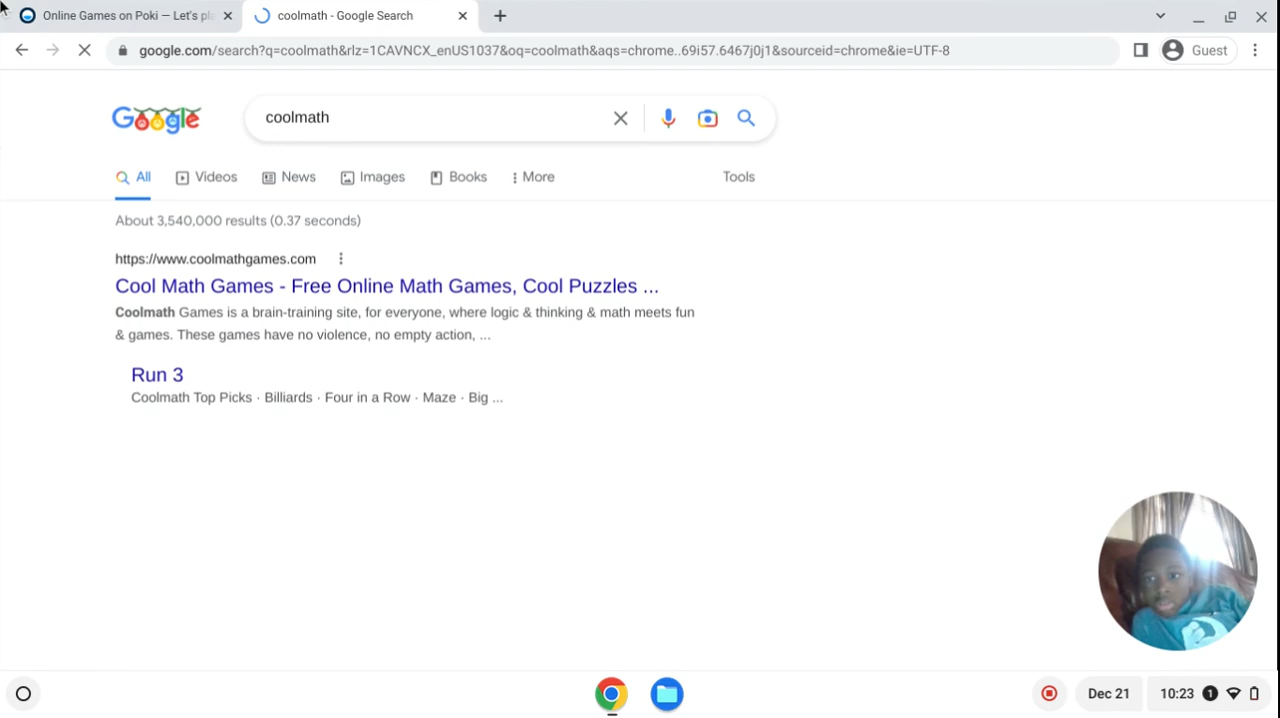 Online Games on Poki — Let's pl
coolmath - Google Search
google.com/search?q=coolmath&rlz=1CAVNCX_enUS1037&oq=coolmath&aqs=chrome..69i57.6467j0j1&sourceid=chrome&ie=UTF-8
Guest
Google
coolmath
All
Videos
News
Images
Books
More
Tools
About 3,540,000 results (0.37 seconds)
https://www.coolmathgames.com
Cool Math Games - Free Online Math Games, Cool Puzzles ...
Coolmath Games is a brain-training site, for everyone, where logic & thinking & math meets fun
& games. These games have no violence, no empty action, ...
Run 3
Coolmath Top Picks · Billiards · Four in a Row · Maze · Big ...
Dec 21
10:23
1